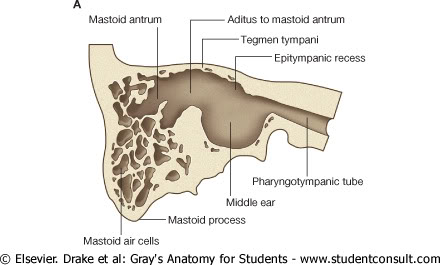 A
Mastoid antrum
Aditus to mastoid antrum
Tegmen tympani
Epitympanic recess
Pharyngotympanic tube
Middle ear
Mastoid process
Mastoid air cells
© Elsevier. Drake et al: Gray's Anatomy for Students - www.studentconsult.com